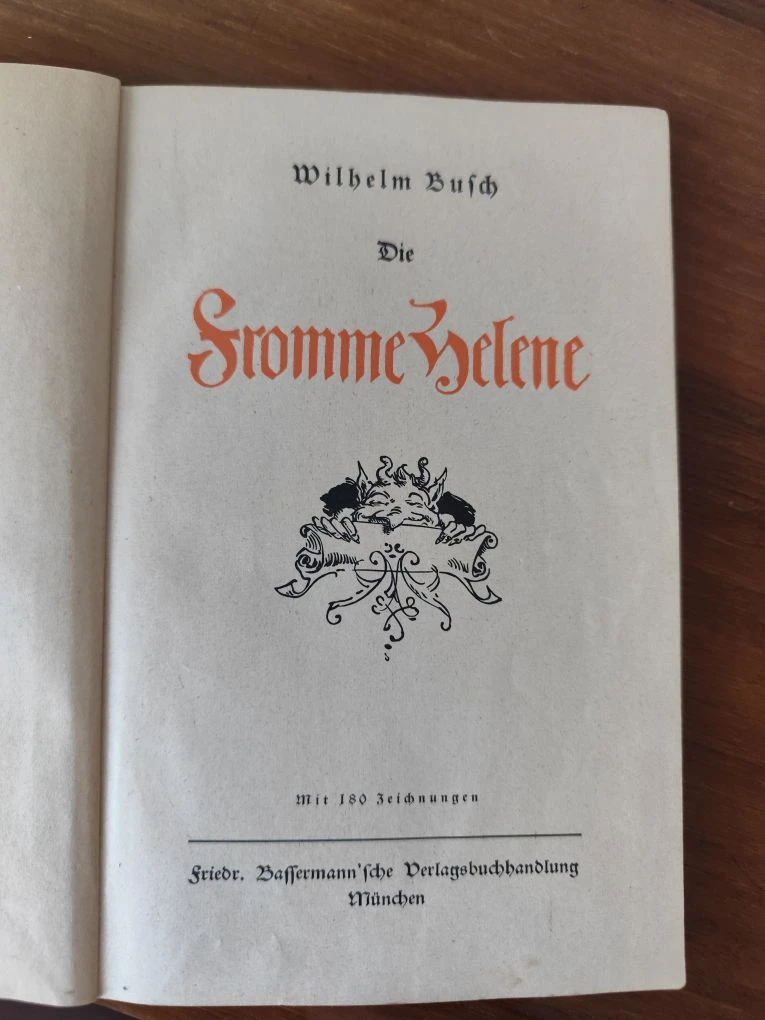 Wilhelm Buſch
Die
Fromme Helene
Mit 180 Zeichnungen
Friedr. Baſſermann'ſche Verlagsbuchhandlung
München